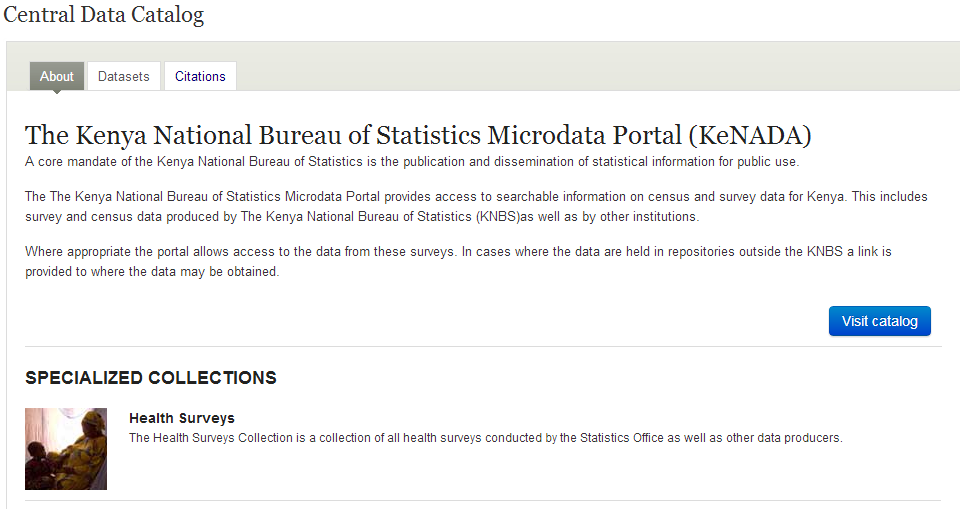 Central Data Catalog
About
Datasets
Citations
The Kenya National Bureau of Statistics Microdata Portal (KeNADA)
A core mandate of the Kenya National Bureau of Statistics is the publication and dissemination of statistical information for public use.
The The Kenya National Bureau of Statistics Microdata Portal provides access to searchable information on census and survey data for Kenya. This includes
survey and census data produced by The Kenya National Bureau of Statistics (KNBS)as well as by other institutions.
Where appropriate the portal allows access to the data from these surveys. In cases where the data are held in repositories outside the KNBS a link is
provided to where the data may be obtained.
Visit catalog
SPECIALIZED COLLECTIONS
Health Surveys
The Health Surveys Collection is a collection of all health surveys conducted by the Statistics Office as well as other data producers.